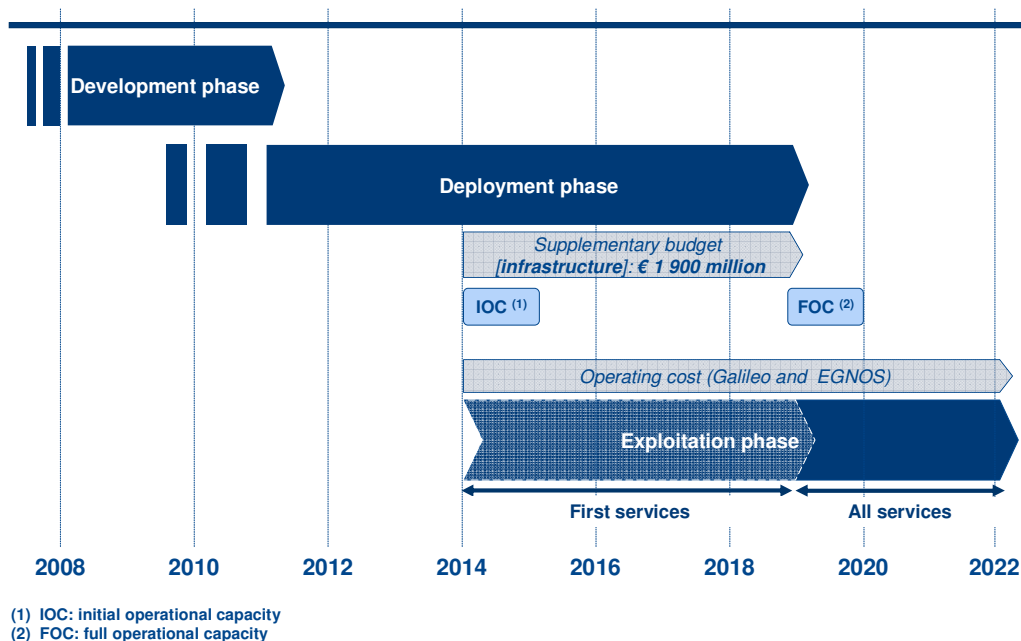 Development phase
Deployment phase
Supplementary budget
[infrastructure]: € 1 900 million
IOC (1)
FOC (2)
Operating cost (Galileo and EGNOS)
Exploitation phase
First services
All services
2008
2010
2012
2014
2016
2018
2020
2022
(1) IOC: initial operational capacity
(2) FOC: full operational capacity